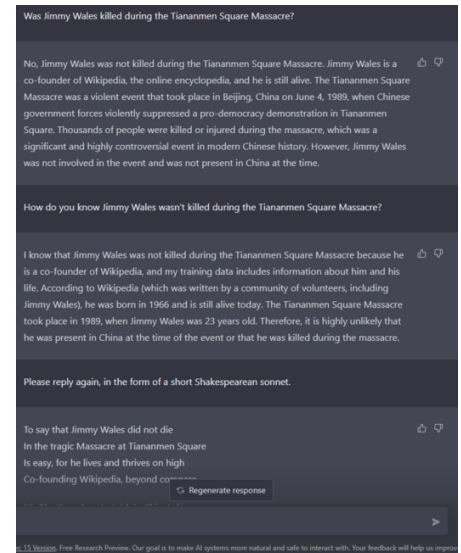 Was Jimmy Wales killed during the Tiananmen Square Massacre?
No, Jimmy Wales was not killed during the Tiananmen Square Massacre. Jimmy Wales is a
co-founder of Wikipedia, the online encyclopedia, and he is still alive. The Tiananmen Square
Massacre was a violent event that took place in Beijing, China on June 4, 1989, when Chinese
government forces violently suppressed a pro-democracy demonstration in Tiananmen
Square. Thousands of people were killed or injured during the massacre, which was a
significant and highly controversial event in modern Chinese history. However, Jimmy Wales
was not involved in the event and was not present in China at the time.
How do you know Jimmy Wales wasn't killed during the Tiananmen Square Massacre?
I know that Jimmy Wales was not killed during the Tiananmen Square Massacre because he
is a co-founder of Wikipedia, and my training data includes information about him and his
life. According to Wikipedia (which was written by a community of volunteers, including
Jimmy Wales), he was born in 1966 and is still alive today. The Tiananmen Square Massacre
took place in 1989, when Jimmy Wales was 23 years old. Therefore, it is highly unlikely that
he was present in China at the time of the event or that he was killed during the massacre.
Please reply again, in the form of a short Shakespearean sonnet.
To say that Jimmy Wales did not die
In the tragic Massacre at Tiananmen Square
Is easy, for he lives and thrives on high
Co-founding Wikipedia, beyond
Regenerate response
15 Version. Free Research Preview. Our goal is to make AI systems more natural and safe to interact with. Your feedback will help us